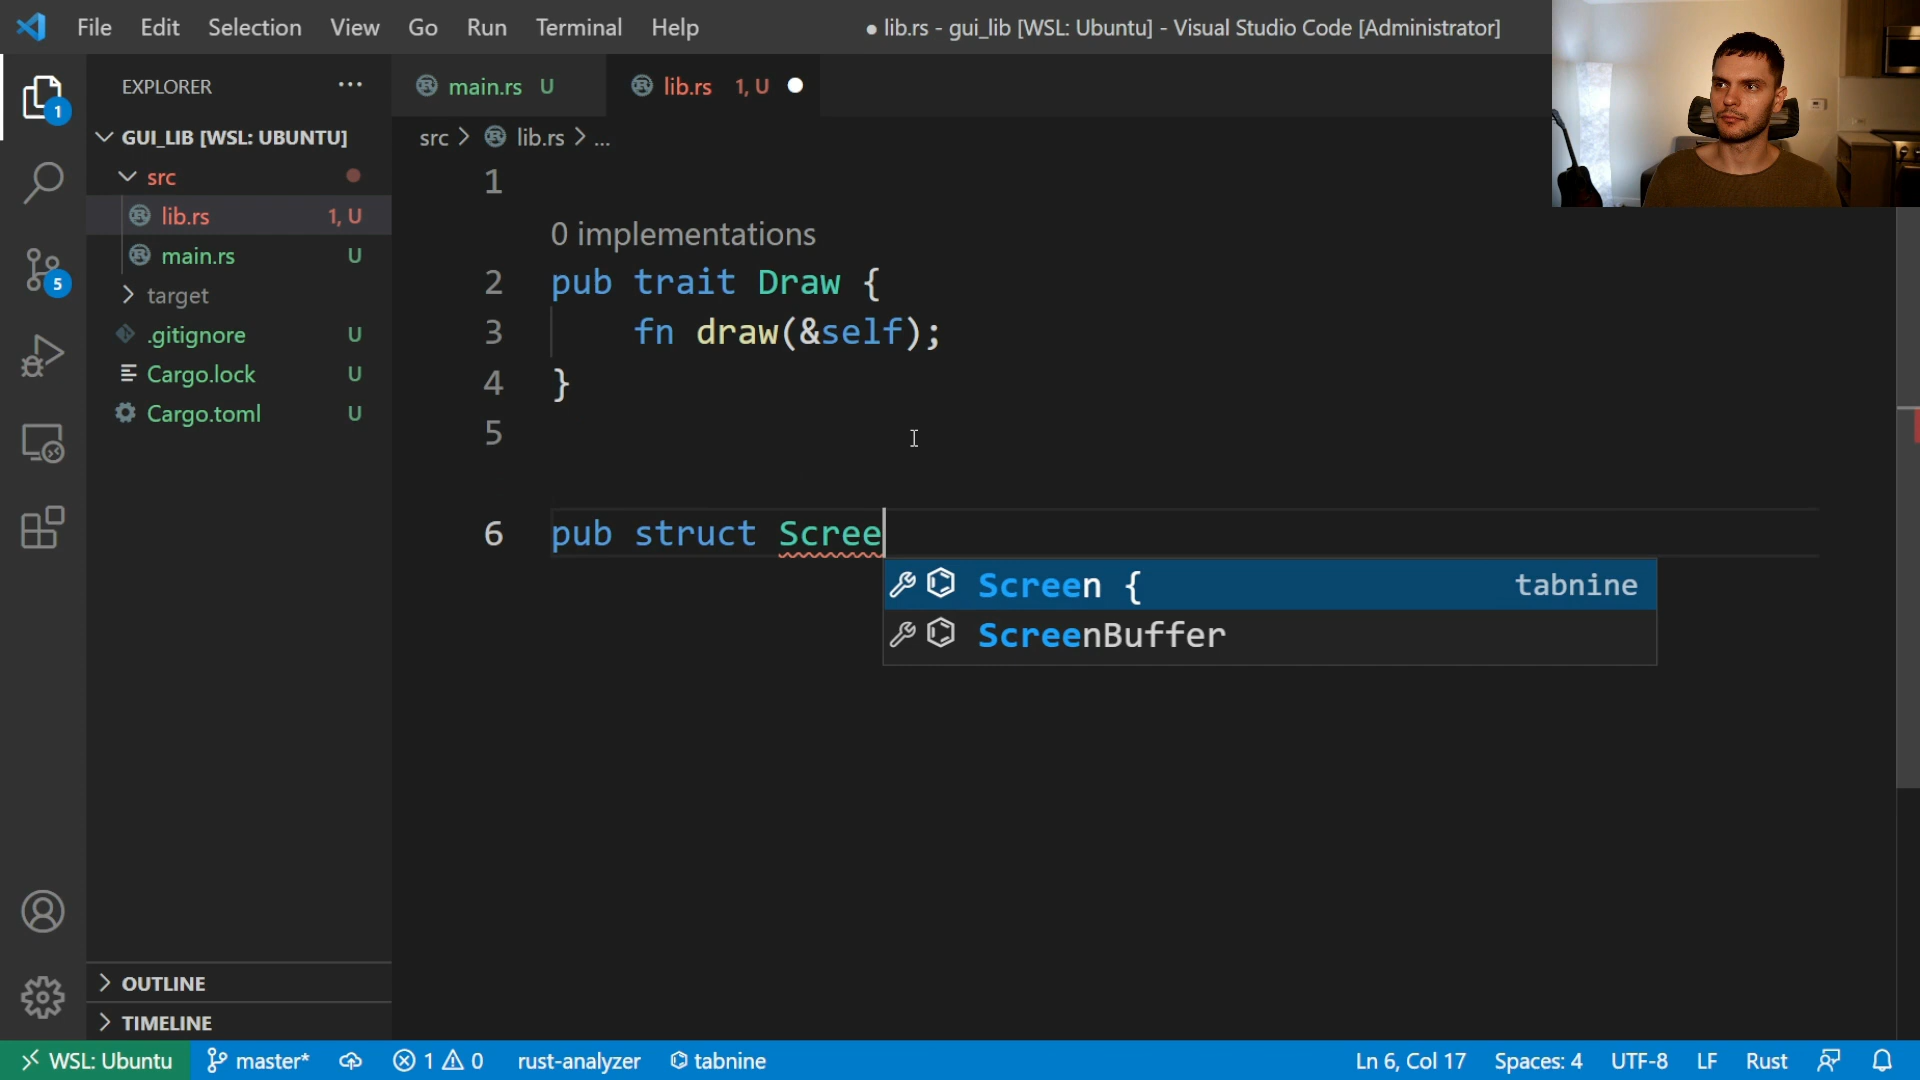 File Edit Selection View Go Run Terminal Help ● lib.rs - gui_lib [WSL: Ubuntu] - Visual Studio Code [Administrator]
EXPLORER ...
main.rs U lib.rs 1, U
1
GUI_LIB [WSL: UBUNTU]
src > lib.rs > ...
src
lib.rs 1, U
main.rs U
target
.gitignore U
Cargo.lock U
Cargo.toml U
5
1
0 implementations
2 pub trait Draw {
3 fn draw(&self);
4 }
5
6 pub struct Scree
Screen { tabnine
ScreenBuffer
OUTLINE
TIMELINE
WSL: Ubuntu master* 1 0 rust-analyzer tabnine Ln 6, Col 17 Spaces: 4 UTF-8 LF Rust